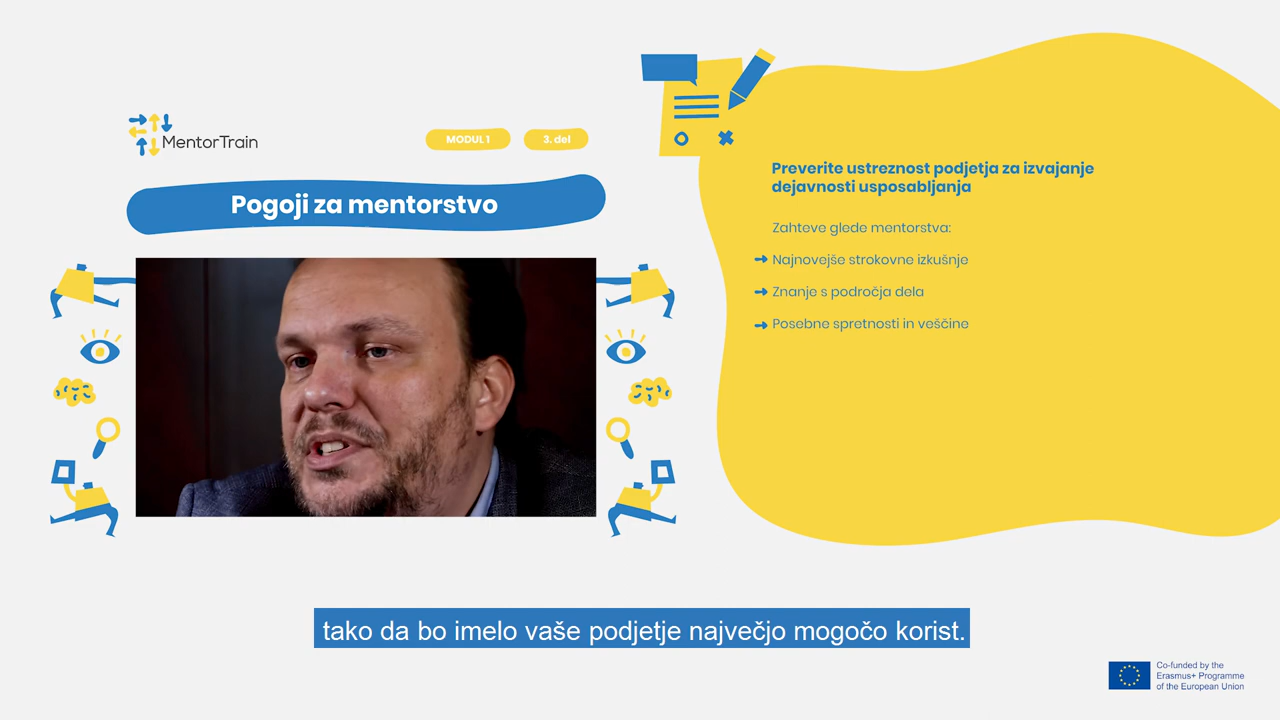 MentorTrain
MODUL 1
3. del
Pogoji za mentorstvo
Preverite ustreznost podjetja za izvajanje
dejavnosti usposabljanja
Zahteve glede mentorstva:
Najnovejše strokovne izkušnje
Znanje s področja dela
Posebne spretnosti in veščine
tako da bo imelo vaše podjetje največjo mogočo korist.
Co-funded by the
Erasmus+ Programme
of the European Union